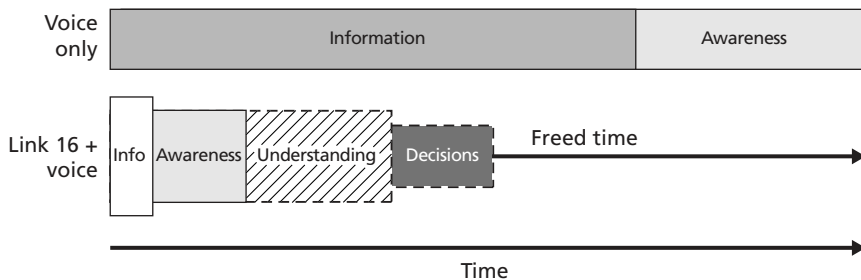 Voice
only
Information
Awareness
Link 16 +
voice
Info
Awareness
Understanding
Decisions
Freed time
Time